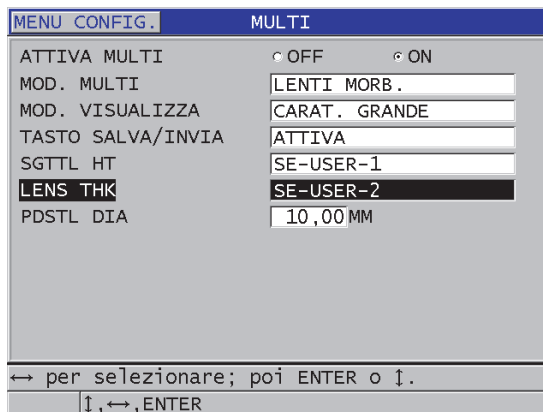 MENU CONFIG. MULTI
ATTIVA MULTI OFF ON
MOD. MULTI LENTI MORB.
MOD. VISUALIZZA CARAT. GRANDE
TASTO SALVA/INVIA ATTIVA
SGTTL HT SE-USER-1
LENS THK SE-USER-2
PDSTL DIA 10,00 MM
↔ per selezionare; poi ENTER o ↕.
↕,↔,ENTER